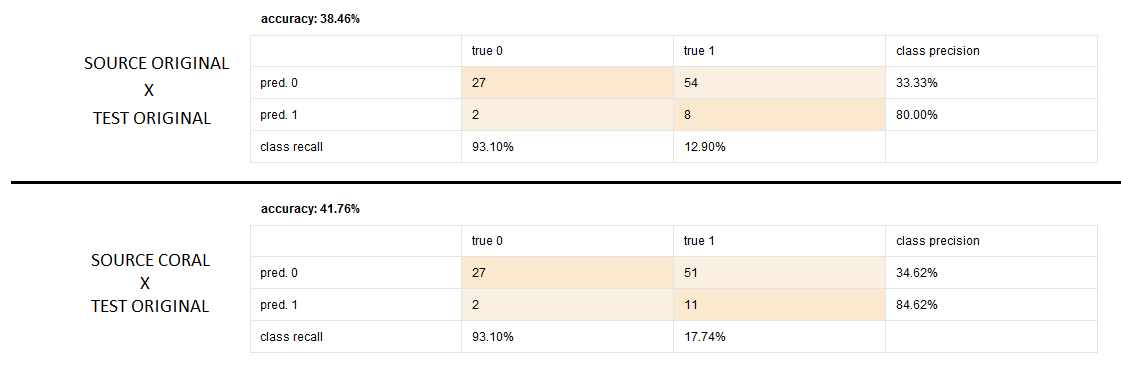 accuracy: 38.46%
true 0 true 1 class precision
SOURCE ORIGINAL
X
TEST ORIGINAL
pred. 0 27 54 33.33%
pred. 1 2 8 80.00%
class recall 93.10% 12.90%
accuracy: 41.76%
true 0 true 1 class precision
SOURCE CORAL
X
TEST ORIGINAL
pred. 0 27 51 34.62%
pred. 1 2 11 84.62%
class recall 93.10% 17.74%